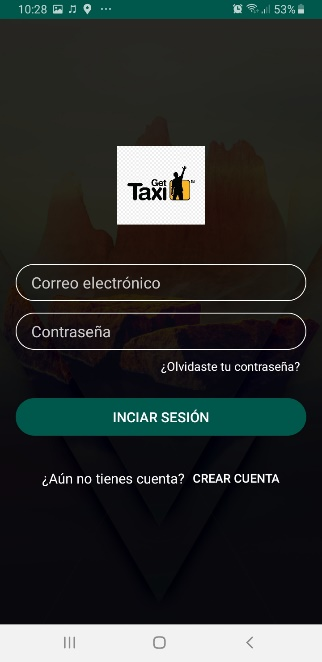 10:28
53%
Get
Taxi
Correo electrónico
Contraseña
¿Olvidaste tu contraseña?
INCIAR SESIÓN
¿Aún no tienes cuenta? CREAR CUENTA